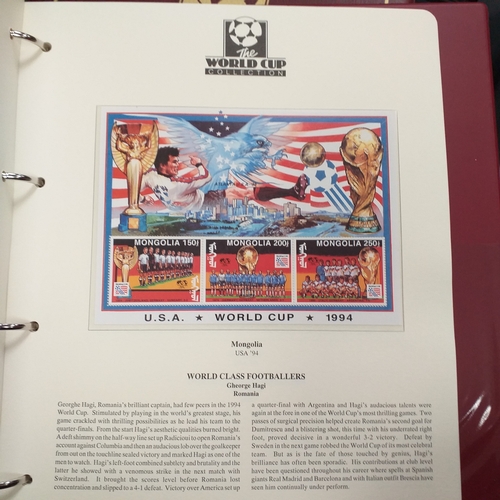 The
WORLD CUP
COLLECTION
MONGOLIA 150₮
MONGOLIA 200₮
MONGOLIA 250₮
U.S.A. ★ WORLD CUP ★ 1994
Mongolia
USA '94
WORLD CLASS FOOTBALLERS
Gheorge Hagi
Romania
Georghe Hagi, Romania's brilliant captain, had few peers in the 1994
World Cup. Stimulated by playing in the world's greatest stage, his
game crackled with thrilling possibilities as he lead his team to the
quarter-finals. From the start Hagi's audacity amazed and delighted.
A deft shimmy on the half-way line set up Radiciou to open Romania's
account against Columbia and then an audacious lob over the goalkeeper
from out on the touchline sealed victory and marked Hagi as one of the
men to watch. Hagi's left-foot combined subtlety and brutality and the
latter he showed with a venomous strike in the next match with
Switzerland. It brought the scores level before Romania lost
concentration and slipped to a 4-1 defeat. Victory over America set up
a quarter-final with Argentina and Hagi's audacious talents were
again at the fore in one of the World Cup's most thrilling games. Two
passes of surgical precision helped create Romania's second goal for
Dumitrescu and a blistering shot, this time with his underrated right
foot, proved decisive in a wonderful 3-2 victory. Defeat by
Sweden in the next game robbed the World Cup of its most celebral
team. But as is the fate of those touched by genius, Hagi's
brilliance has often been sporadic. His contributions at club level
have been questioned throughout his career where spells at Spanish
giants Real Madrid and Barcelona and with Italian outfit Brescia have
seen him continually under perform.